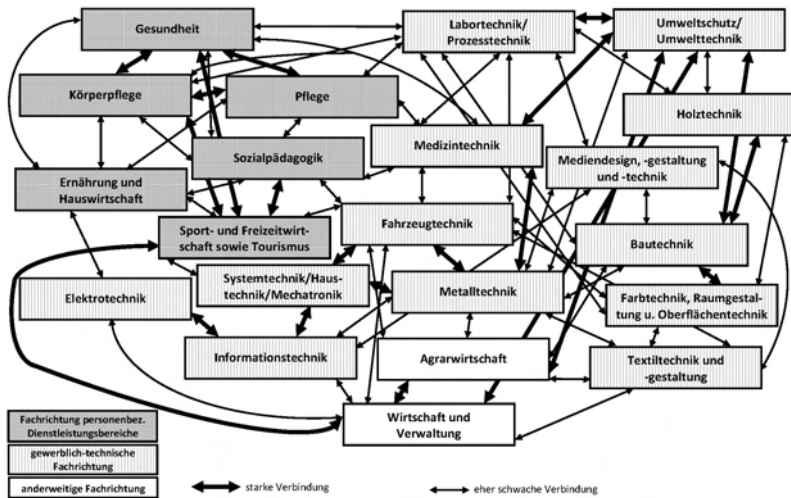 Gesundheit
Labortechnik/
Prozesstechnik
Umweltschutz/
Umwelttechnik
Körperpflege
Pflege
Holztechnik
Medizintechnik
Sozialpädagogik
Mediendesign, -gestaltung
und -technik
Ernährung und
Hauswirtschaft
Sport- und Freizeitwirt-
schaft sowie Tourismus
Fahrzeugtechnik
Bautechnik
Elektrotechnik
Systemtechnik/Haus-
technik/Mechatronik
Metalltechnik
Farbtechnik, Raumgestal-
tung u. Oberflächentechnik
Informationstechnik
Agrarwirtschaft
Textiltechnik und
-gestaltung
Wirtschaft und
Verwaltung
Fachrichtung personenbez.
Dienstleistungsbereiche
gewerblich-technische
Fachrichtung
anderweitige Fachrichtung
starke Verbindung
eher schwache Verbindung